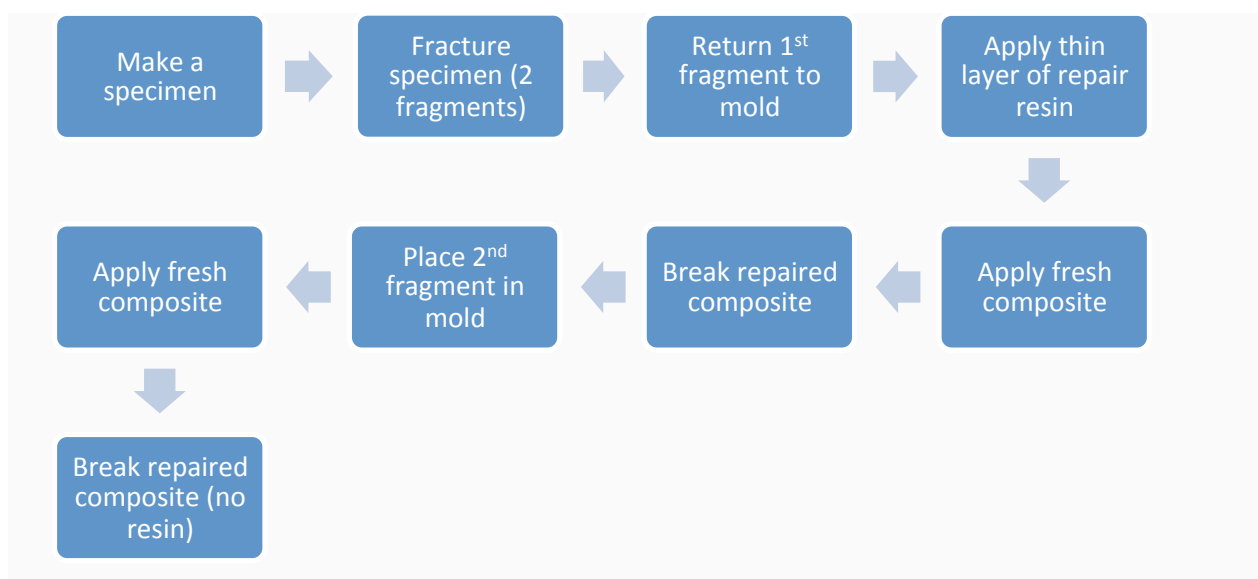 Make a
specimen
Fracture
specimen (2
fragments)
Return 1st
fragment to
mold
Apply thin
layer of repair
resin
Apply fresh
composite
Break repaired
composite
Place 2nd
fragment in
mold
Apply fresh
composite
Break repaired
composite (no
resin)